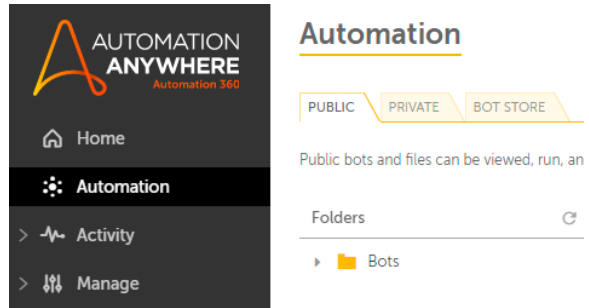 AUTOMATION
ANYWHERE
Automation 360
Home
Automation
Activity
Manage
Automation
PUBLIC PRIVATE BOT STORE
Public bots and files can be viewed, run, an
Folders
Bots